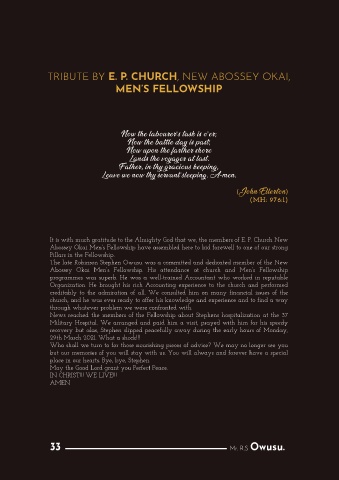 TRIBUTE BY E. P. CHURCH, NEW ABOSSEY OKAI,
MEN'S FELLOWSHIP
Now the labourer's task is o'er;
Now the battle day is past;
Now upon the farther shore
Lands the voyager at last.
Father, in thy gracious keeping,
Leave we now thy servant sleeping. A-men.
(John Ellerton)
(MH: 976:1)
It is with much gratitude to the Almighty God that we, the members of E. P. Church New
Abossey Okai Men's Fellowship have assembled here to bid farewell to one of our strong
Pillars in the Fellowship.
The late Robinson Stephen Owusu was a committed and dedicated member of the New
Abossey Okai Men's Fellowship. His attendance at church and Men's Fellowship
programmes was superb. He was a well-trained Accountant who worked in reputable
Organization. He brought his rich Accounting experience to the church and performed
creditably to the admiration of all. We consulted him on many financial issues of the
church, and he was ever ready to offer his knowledge and experience and to find a way
through whatever problem we were confronted with.
News reached the members of the Fellowship about Stephens hospitalisation at the 37
Military Hospital. We arranged and paid him a visit, prayed with him for his speedy
recovery but alas, Stephen slipped peacefully away during the early hours of Monday,
29th March 2021. What a shock!!!
Who shall we turn to for those nourishing pieces of advice? We may no longer see you
but our memories of you will stay with us. You will always and forever have a special
place in our hearts. Bye, bye, Stephen.
May the Good Lord grant you Perfect Peace.
IN CHRIST!!! WE LIVE!!!
AMEN
33 Mr. R.S Owusu.